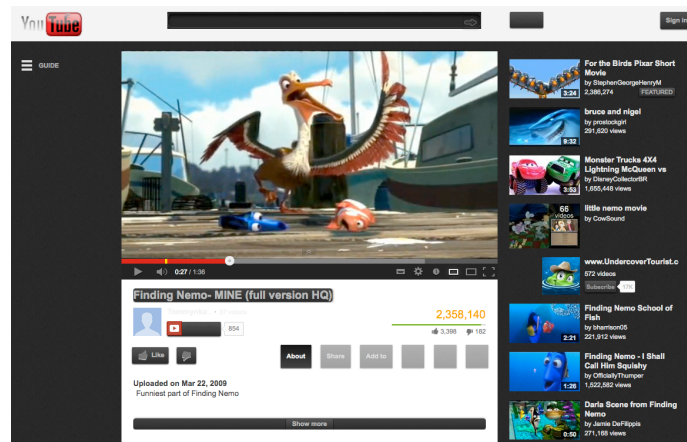 You Tube
Sign in
GUIDE
0:27 / 1:36
Finding Nemo- MINE (full version HQ)
854
2,358,140
3,398
182
Like
About
Share
Add to
Uploaded on Mar 22, 2009
Funniest part of Finding Nemo
Show more
For the Birds Pixar Short
Movie
by StephenGeorgeHenryM
2,386,274
FEATURED
3:24
bruce and nigel
by prostockgirl
291,620 views
9:32
Monster Trucks 4X4
Lightning McQueen vs
by DisneyCollectorBR
1,655,448 views
3:53
little nemo movie
by CowSound
66
videos
www.UndercoverTourist.c
572 videos
Subscribe
17K
Finding Nemo School of
Fish
by bharrison05
221,912 views
2:21
Finding Nemo - I Shall
Call Him Squishy
by OfficiallyThumper
1,522,582 views
1:26
Darla Scene from Finding
Nemo
by Jamie DeFilippis
271,168 views
0:50